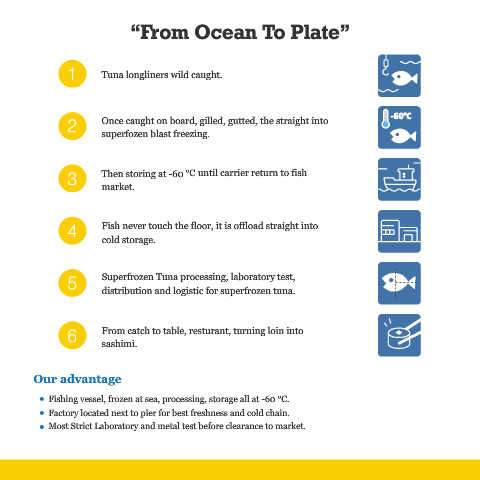 “From Ocean To Plate”
1
Tuna longliners wild caught.
2
-60°C
Once caught on board, gilled, gutted, the straight into
superfozen blast freezing.
3
Then storing at -60 °C until carrier return to fish
market.
4
Fish never touch the floor, it is offload straight into
cold storage.
5
Superfrozen Tuna processing, laboratory test,
distribution and logistic for superfrozen tuna.
6
From catch to table, resturant, turning loin into
sashimi.
Our advantage
• Fishing vessel, frozen at sea, processing, storage all at -60 °C.
• Factory located next to pier for best freshness and cold chain.
• Most Strict Laboratory and metal test before clearance to market.